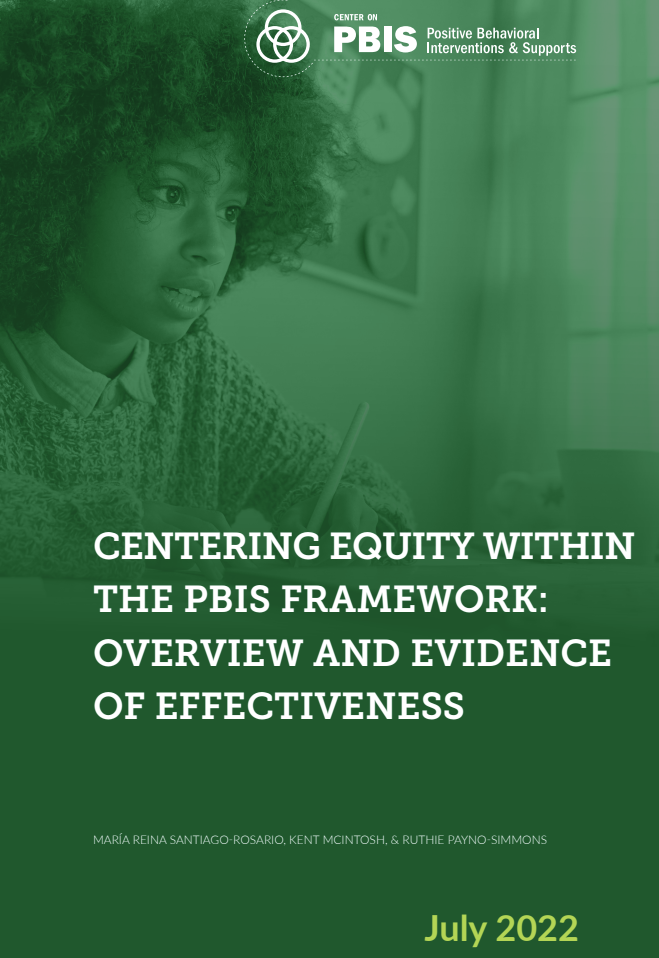 CENTER ON
PBIS
Positive Behavioral
Interventions & Supports
CENTERING EQUITY WITHIN
THE PBIS FRAMEWORK:
OVERVIEW AND EVIDENCE
OF EFFECTIVENESS
MARÍA REINA SANTIAGO-ROSARIO, KENT MCINTOSH, & RUTHIE PAYNO-SIMMONS
July 2022